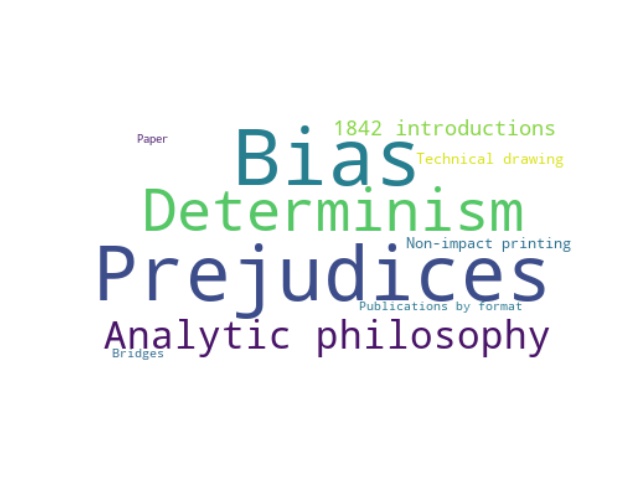 1842 introductions
Paper
Bias
Technical drawing
Determinism
Non-impact printing
Prejudices
Publications by format
Analytic philosophy
Bridges